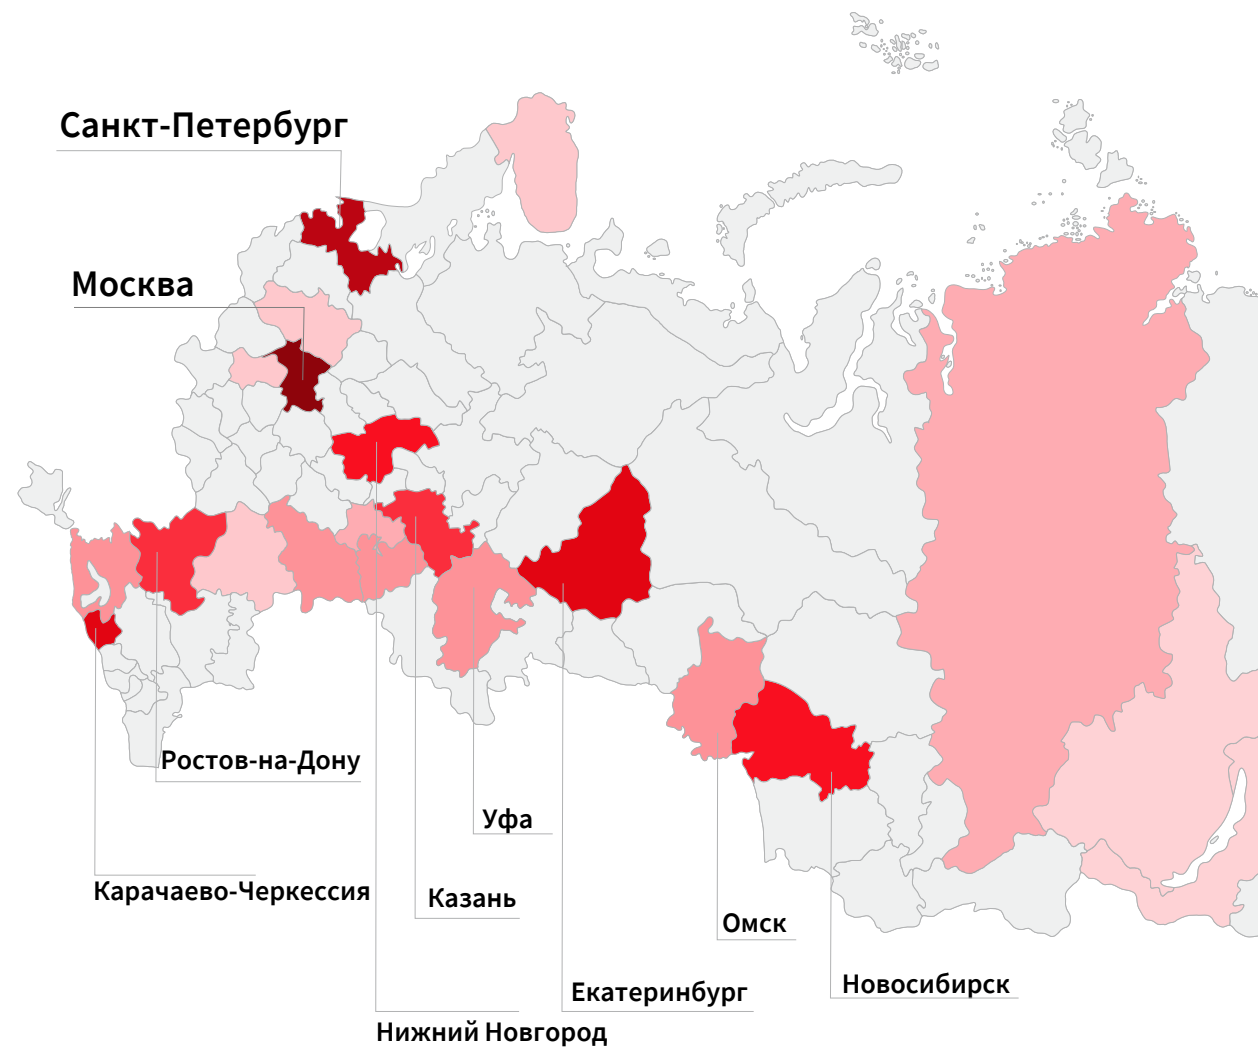 Санкт-Петербург
Москва
Ростов-на-Дону
Уфа
Карачаево-Черкессия
Казань
Омск
Екатеринбург
Новосибирск
Нижний Новгород